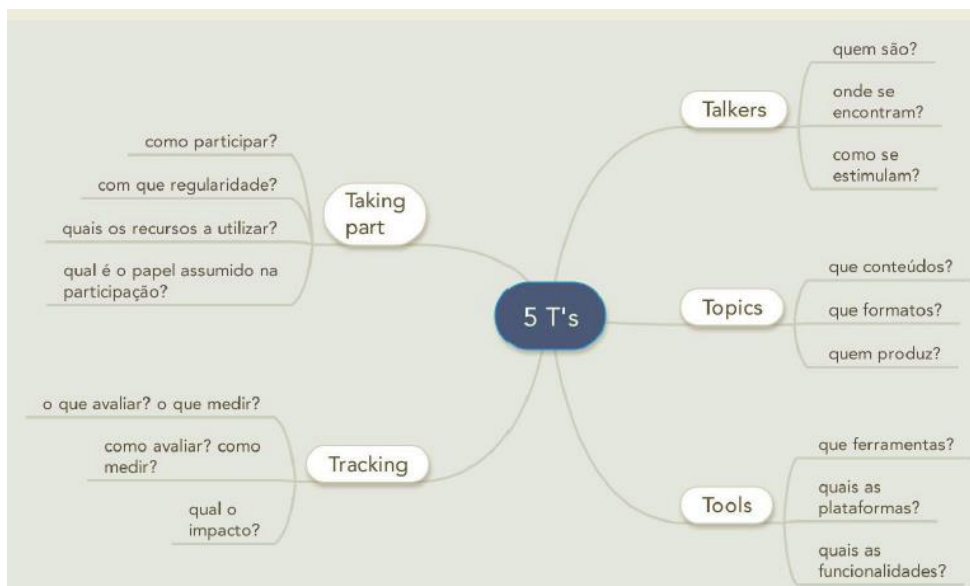 5 T's
Talkers
quem são?
onde se
encontram?
como se
estimulam?
Topics
que conteúdos?
que formatos?
quem produz?
Tools
que ferramentas?
quais as
plataformas?
quais as
funcionalidades?
Taking
part
como participar?
com que regularidade?
quais os recursos a utilizar?
qual é o papel assumido na
participação?
Tracking
o que avaliar? o que medir?
como avaliar? como
medir?
qual o
impacto?